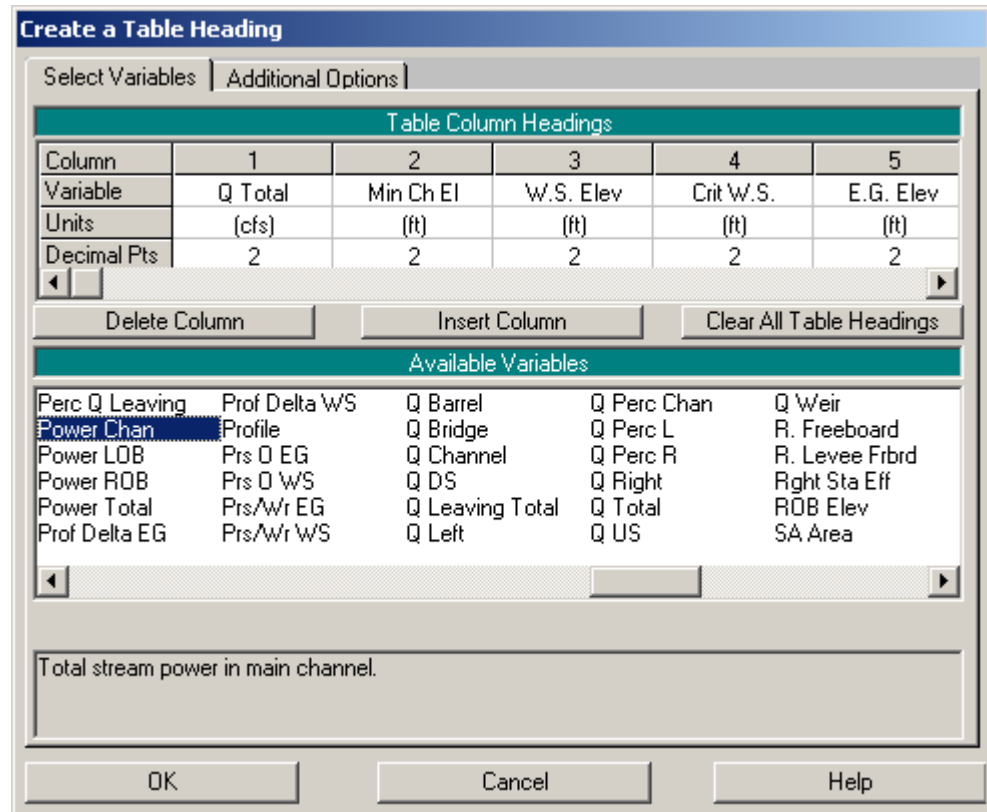 Create a Table Heading
Select Variables Additional Options
Table Column Headings
Column 1 2 3 4 5
Variable Q Total Min Ch El W.S. Elev Crit W.S. E.G. Elev
Units (cfs) (ft) (ft) (ft) (ft)
Decimal Pts 2 2 2 2 2
Delete Column Insert Column Clear All Table Headings
Available Variables
Perc Q Leaving Prof Delta WS Q Barrel Q Perc Chan Q Weir
Power Chan Profile Q Bridge Q Perc L R. Freeboard
Power LOB Prs O EG Q Channel Q Perc R R. Levee Frbrd
Power ROB Prs O WS Q DS Q Right Rght Sta Eff
Power Total Prs/Wr EG Q Leaving Total Q Total ROB Elev
Prof Delta EG Prs/Wr WS Q Left Q US SA Area
Total stream power in main channel.
OK Cancel Help